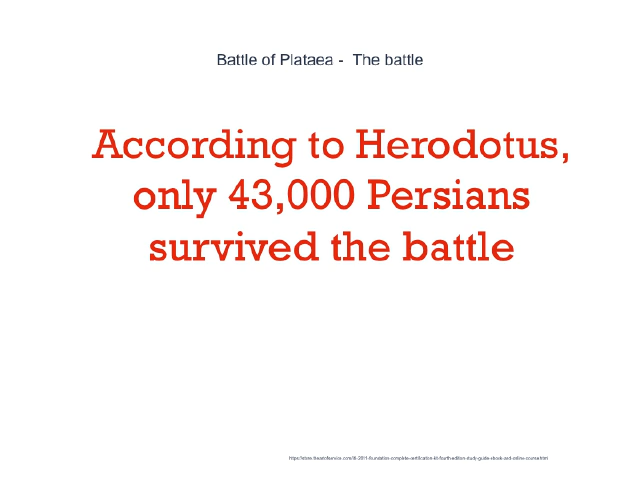 Battle of Plataea - The battle
According to Herodotus,
only 43,000 Persians
survived the battle